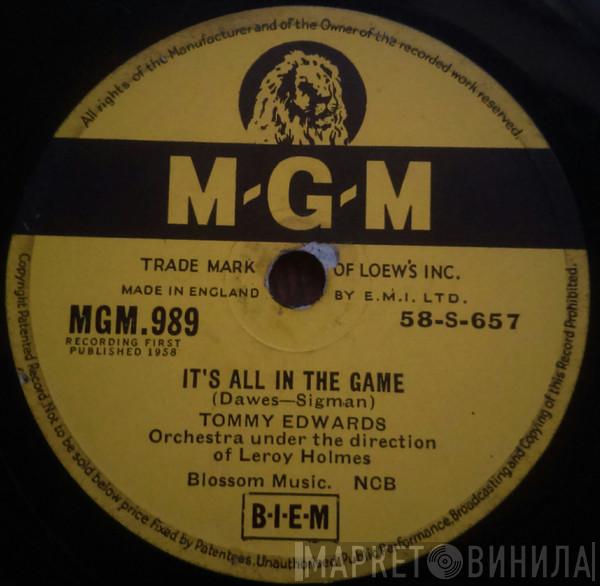 All rights of the Manufacturer and of the Owner of the recorded work reserved.
M-G-M
TRADE MARK OF LOEW'S INC.
MADE IN ENGLAND BY E.M.I. LTD.
MGM.989 58-S-657
RECORDING FIRST
PUBLISHED 1958
IT'S ALL IN THE GAME
(Dawes—Sigman)
TOMMY EDWARDS
Orchestra under the direction
of Leroy Holmes
Blossom Music. NCB
B·I·E·M
Copyright Patented Record. Not to be sold below price fixed by Patentees. Unauthorised Public Performance, Broadcasting and Copying of this Record Prohibited.
МАРКЕТ ВИНИЛА